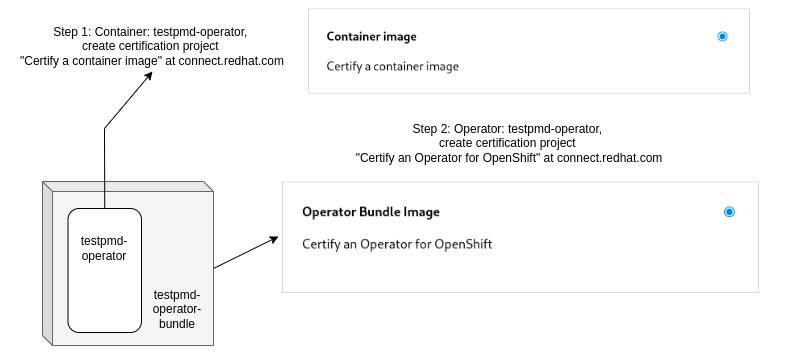 Step 1: Container: testpmd-operator,
create certification project
"Certify a container image" at connect.redhat.com
Container image
Certify a container image
Step 2: Operator: testpmd-operator,
create certification project
"Certify an Operator for OpenShift" at connect.redhat.com
Operator Bundle Image
Certify an Operator for OpenShift
testpmd-
operator
testpmd-
operator-
bundle